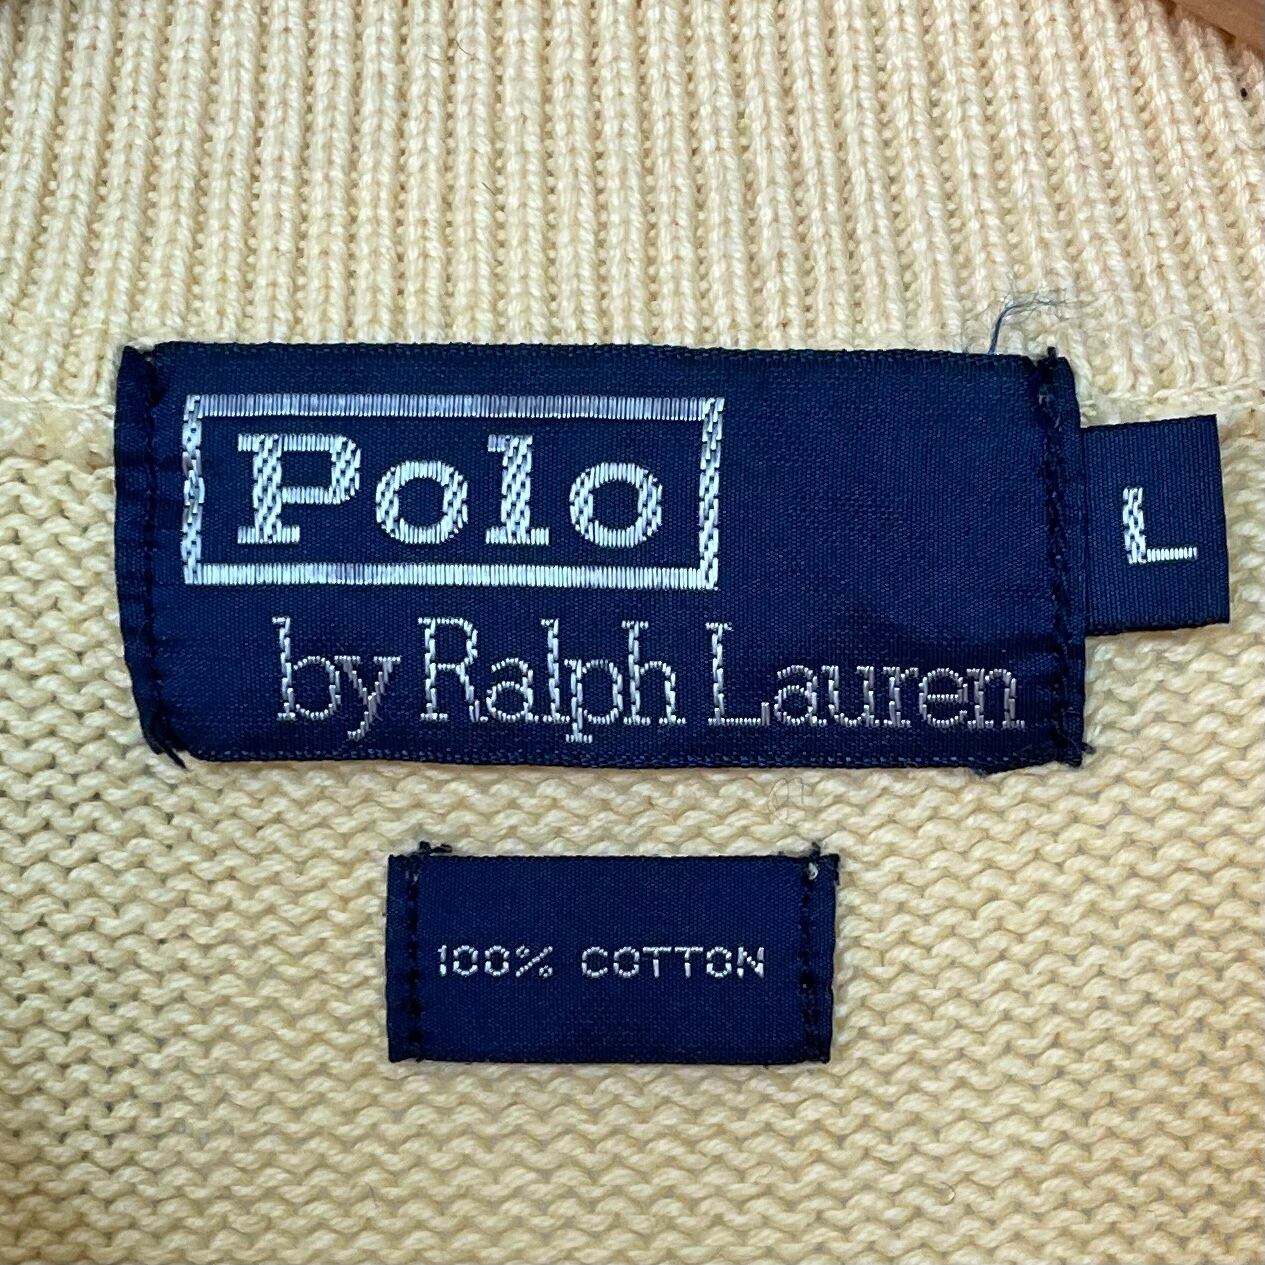 Polo
by Ralph Lauren
L
100% COTTON